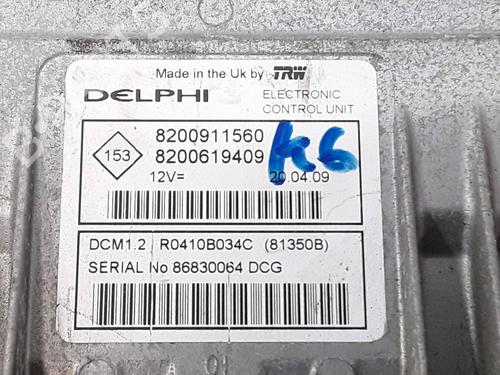 Made in the Uk by TRW
DELPHI ELECTRONIC
CONTROL UNIT
153
8200911560
8200619409
K6
12V= 20.04.09
DCM1.2 R0410B034C (81350B)
SERIAL No 86830064 DCG